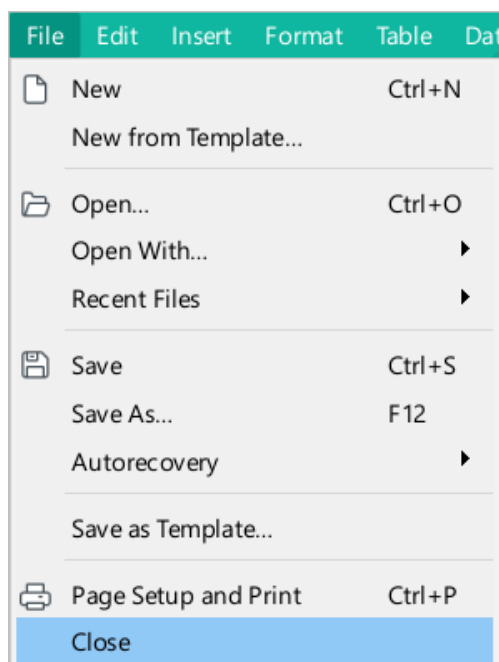 File Edit Insert Format Table Dat
New Ctrl+N
New from Template...
Open... Ctrl+O
Open With...
Recent Files
Save Ctrl+S
Save As... F12
Autorecovery
Save as Template...
Page Setup and Print Ctrl+P
Close